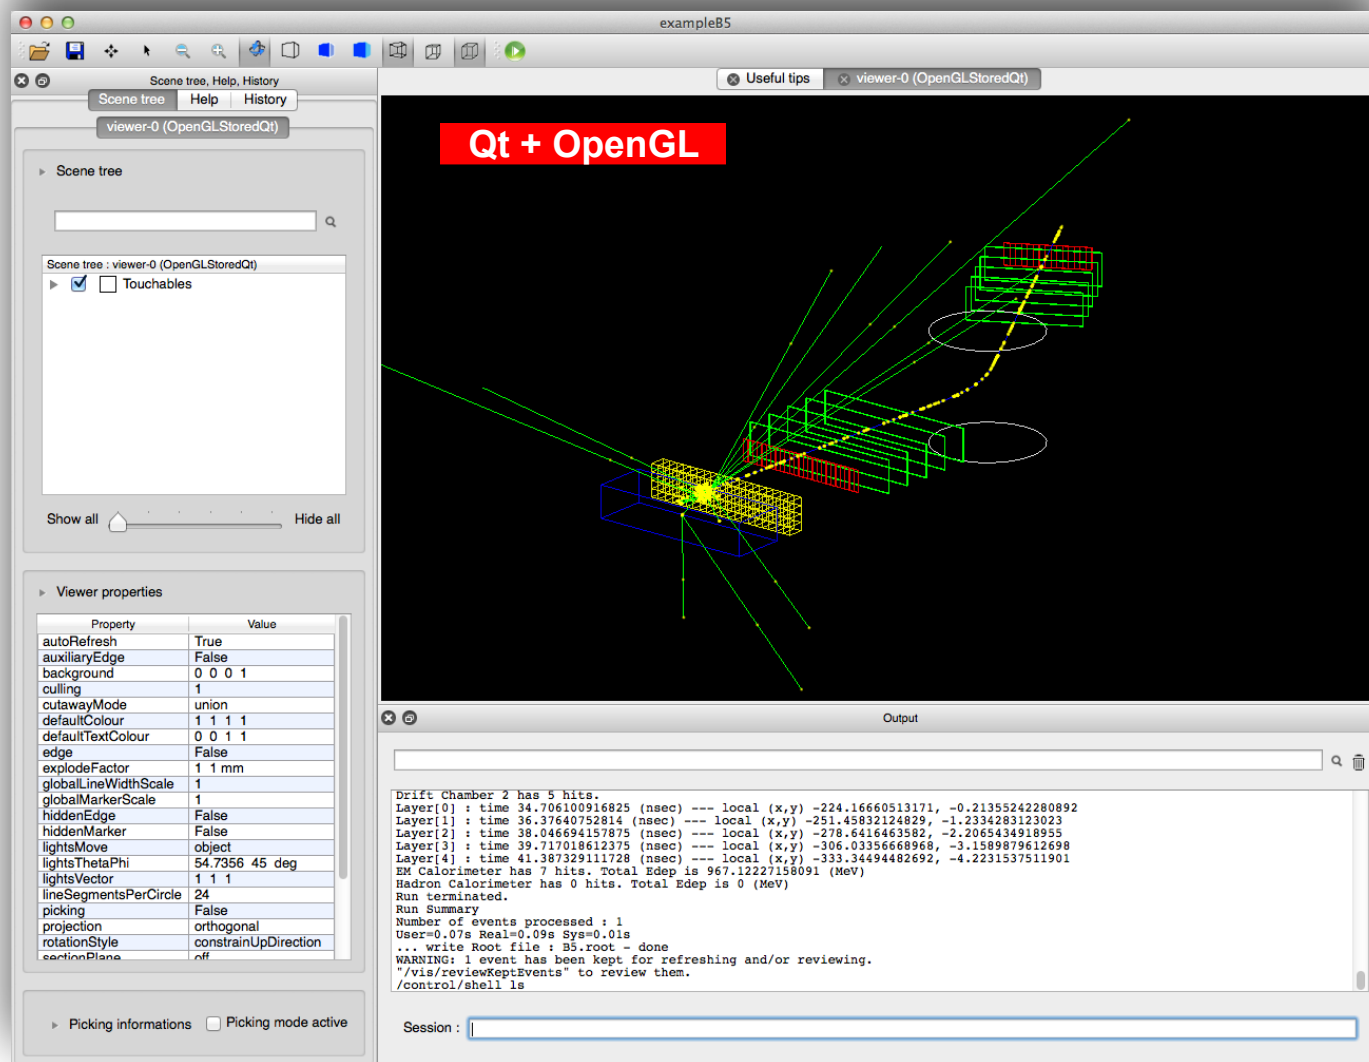 exampleB5
Scene tree, Help, History
Useful tips
viewer-0 (OpenGLStoredQt)
Scene tree Help History
viewer-0 (OpenGLStoredQt)
Qt + OpenGL
Scene tree
Scene tree : viewer-0 (OpenGLStoredQt)
Touchables
Show all Hide all
Viewer properties
Property Value
autoRefresh True
auxiliaryEdge False
background 0 0 0 1
culling 1
cutawayMode union
defaultColour 1 1 1 1
defaultTextColour 0 0 1 1
edge False
explodeFactor 1 1 mm
globalLineWidthScale 1
globalMarkerScale 1
hiddenEdge False
hiddenMarker False
lightsMove object
lightsThetaPhi 54.7356 45 deg
lightsVector 1 1 1
lineSegmentsPerCircle 24
picking False
projection orthogonal
rotationStyle constrainUpDirection
sectionPlane off
Picking informations Picking mode active
Output
Drift Chamber 2 has 5 hits.
Layer[0] : time 34.706100916825 (nsec) --- local (x,y) -224.16660513171, -0.21355242280892
Layer[1] : time 36.37640752814 (nsec) --- local (x,y) -251.45832124829, -1.2334283123023
Layer[2] : time 38.046694157875 (nsec) --- local (x,y) -278.6416463582, -2.2065434918955
Layer[3] : time 39.717018612375 (nsec) --- local (x,y) -306.03356668968, -3.1589879612698
Layer[4] : time 41.387329111728 (nsec) --- local (x,y) -333.34494482692, -4.2231537511901
EM Calorimeter has 7 hits. Total Edep is 967.12227158091 (MeV)
Hadron Calorimeter has 0 hits. Total Edep is 0 (MeV)
Run terminated.
Run Summary
Number of events processed : 1
User=0.07s Real=0.09s Sys=0.01s
... write Root file : B5.root - done
WARNING: 1 event has been kept for refreshing and/or reviewing.
"/vis/reviewKeptEvents" to review them.
/control/shell ls
Session :